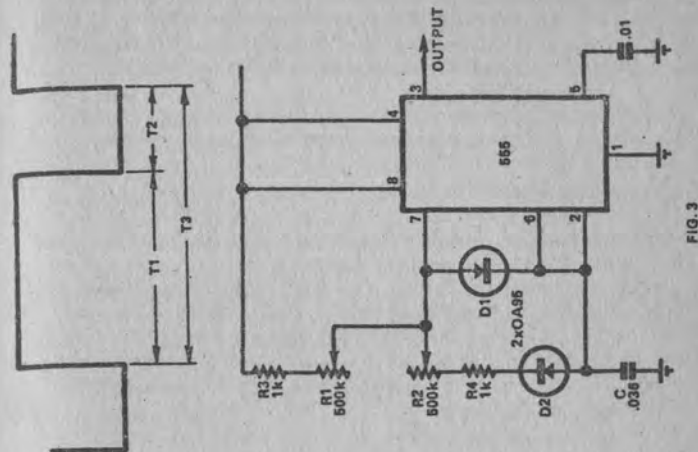 T1
T2
T3
R3
1k
R1
500k
R2
500k
R4
1k
8
4
7
3
OUTPUT
555
6
2
1
5
.01
D1
2xOA95
D2
C
.036
FIG.3